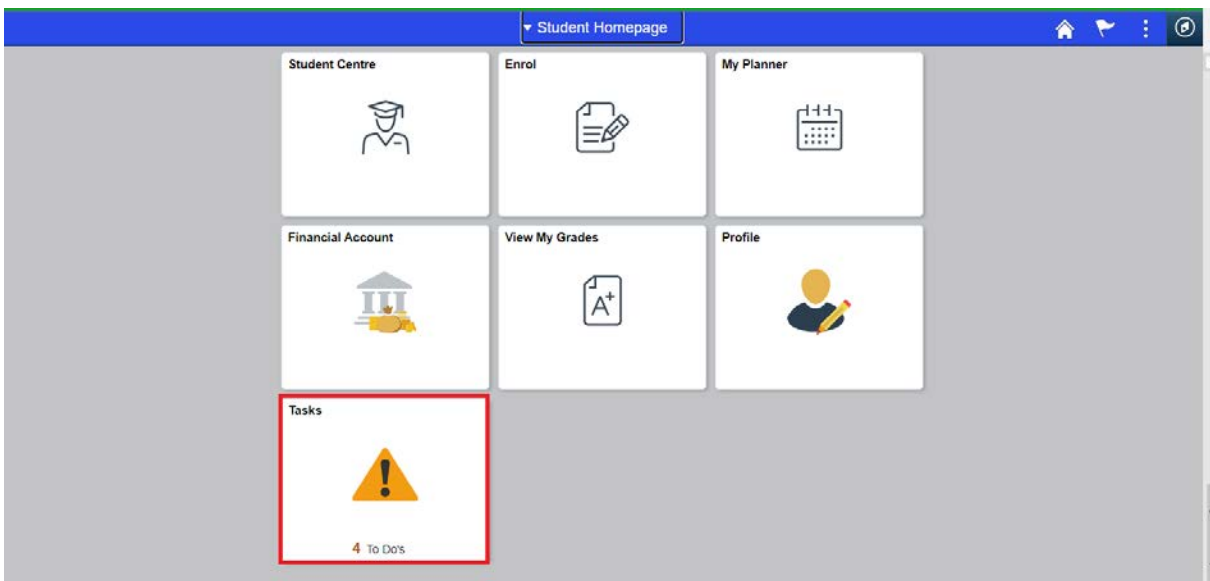 Student Homepage
Student Centre
Enrol
My Planner
Financial Account
View My Grades
A+
Profile
Tasks
4 To Do's